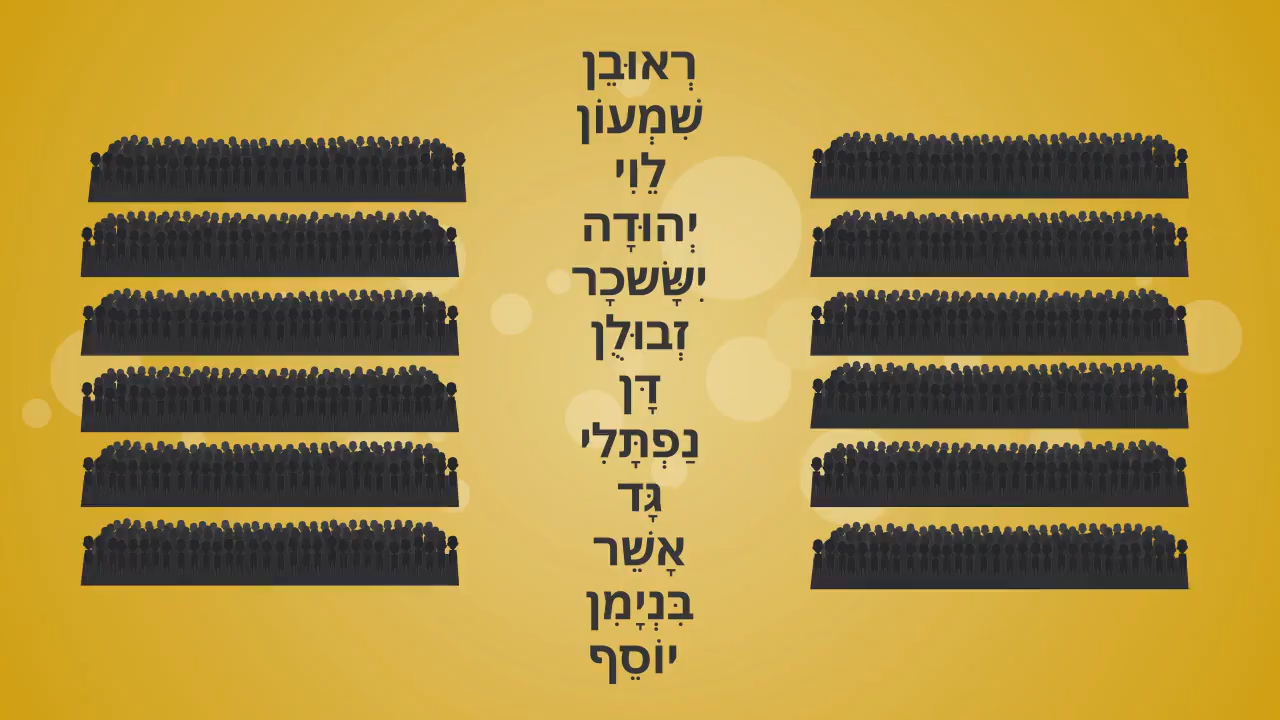 רְאוּבֵן
שִׁמְעוֹן
לֵוִי
יְהוּדָה
יִשָּׂשכָר
זְבוּלֻן
דָּן
נַפְתָּלִי
גָּד
אָשֵׁר
בִּנְיָמִן
יוֹסֵף